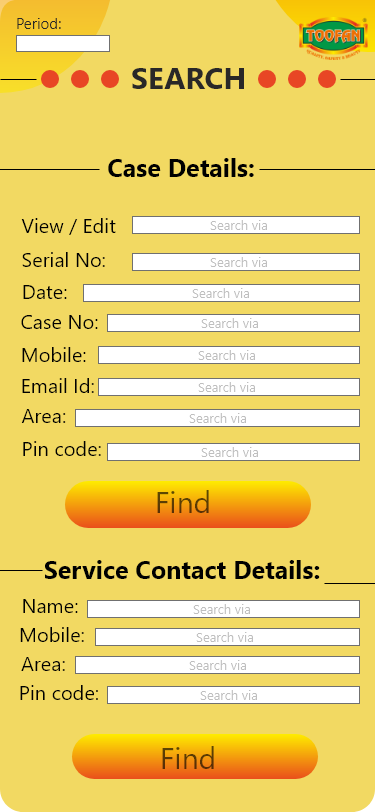 Period:
TOOFAN
SEARCH
Case Details:
View / Edit Search via
Serial No: Search via
Date: Search via
Case No: Search via
Mobile: Search via
Email Id: Search via
Area: Search via
Pin code: Search via
Find
Service Contact Details:
Name: Search via
Mobile: Search via
Area: Search via
Pin code: Search via
Find